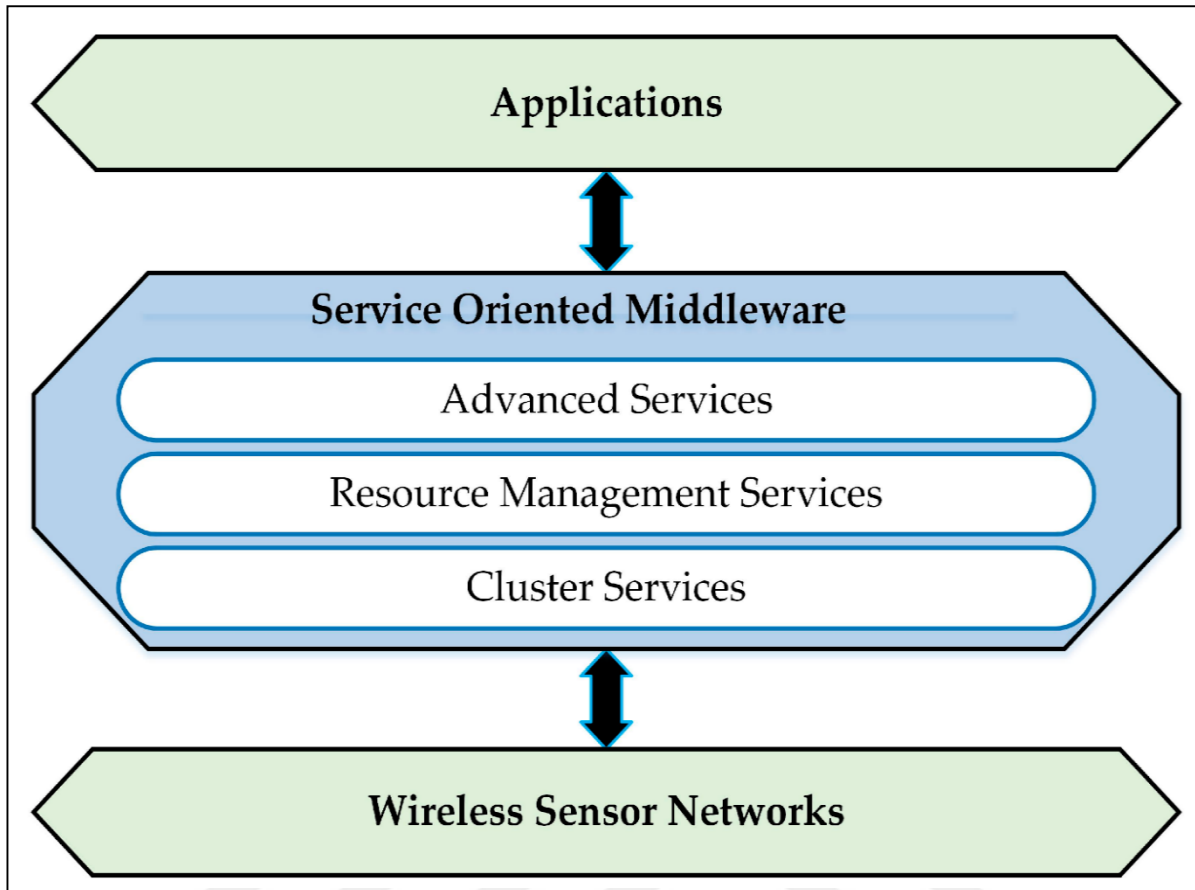 Applications
Service Oriented Middleware
Advanced Services
Resource Management Services
Cluster Services
Wireless Sensor Networks